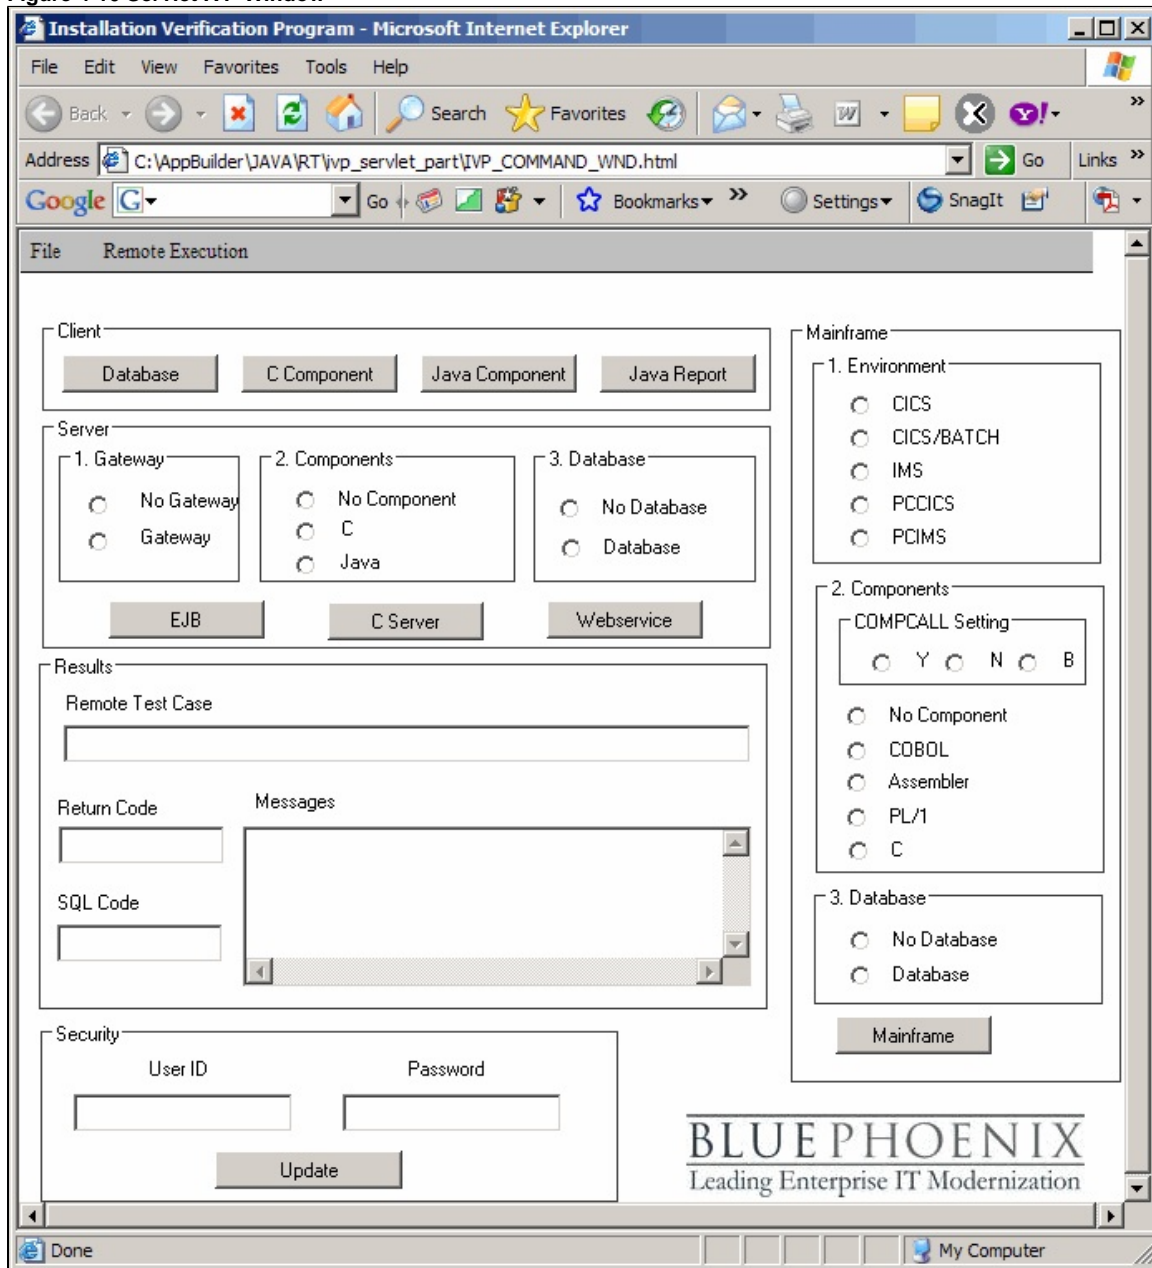 Installation Verification Program - Microsoft Internet Explorer
File Edit View Favorites Tools Help
Back Search Favorites
Address C:\AppBuilder\JAVA\RT\ivp_servlet_part\IVP_COMMAND_WND.html Go Links »
Google G Go Bookmarks » Settings SnagIt
File Remote Execution
Client
Database C Component Java Component Java Report
Server
1. Gateway
No Gateway
Gateway
2. Components
No Component
C
Java
3. Database
No Database
Database
EJB C Server Webservice
Results
Remote Test Case
Return Code
Messages
SQL Code
Security
User ID Password
Update
Mainframe
1. Environment
CICS
CICS/BATCH
IMS
PCCICS
PCIMS
2. Components
COMPCALL Setting
Y N B
No Component
COBOL
Assembler
PL/1
C
3. Database
No Database
Database
Mainframe
BLUEPHOENIX
Leading Enterprise IT Modernization
Done My Computer